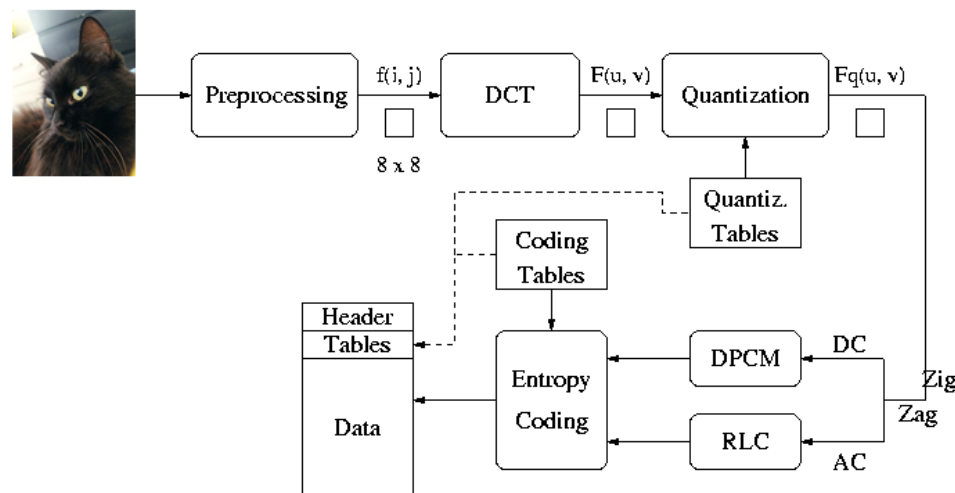 f(i, j)
F(u, v)
Fq(u, v)
Preprocessing
DCT
Quantization
8 x 8
Quantiz.
Tables
Coding
Tables
Header
Tables
Data
Entropy
Coding
DPCM
DC
Zig
Zag
RLC
AC